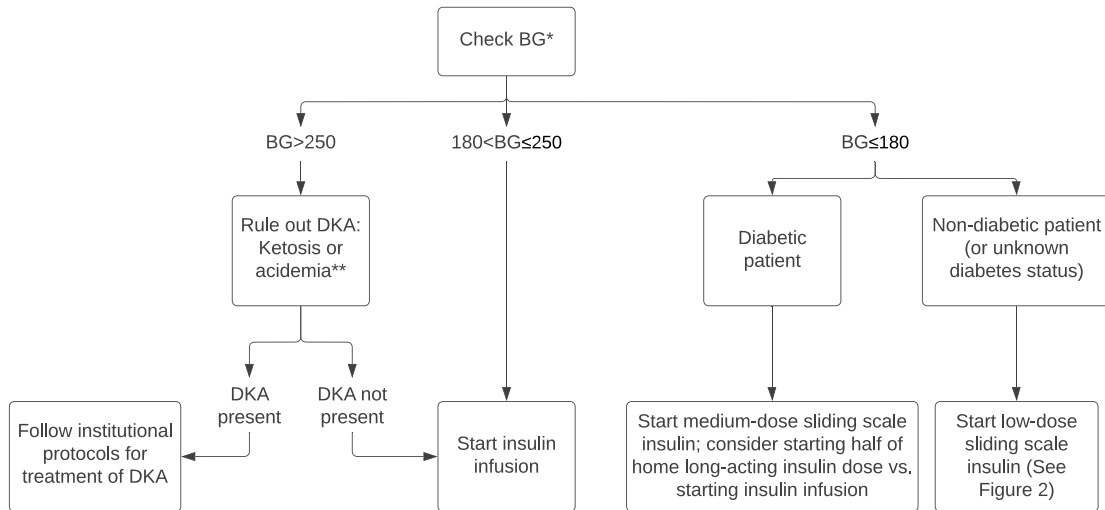 Check BG*
BG>250
180<BG≤250
BG≤180
Rule out DKA:
Ketosis or
acidemia**
Diabetic
patient
Non-diabetic patient
(or unknown
diabetes status)
DKA
present
DKA not
present
Follow institutional
protocols for
treatment of DKA
Start insulin
infusion
Start medium-dose sliding scale
insulin; consider starting half of
home long-acting insulin dose vs.
starting insulin infusion
Start low-dose
sliding scale
insulin (See
Figure 2)